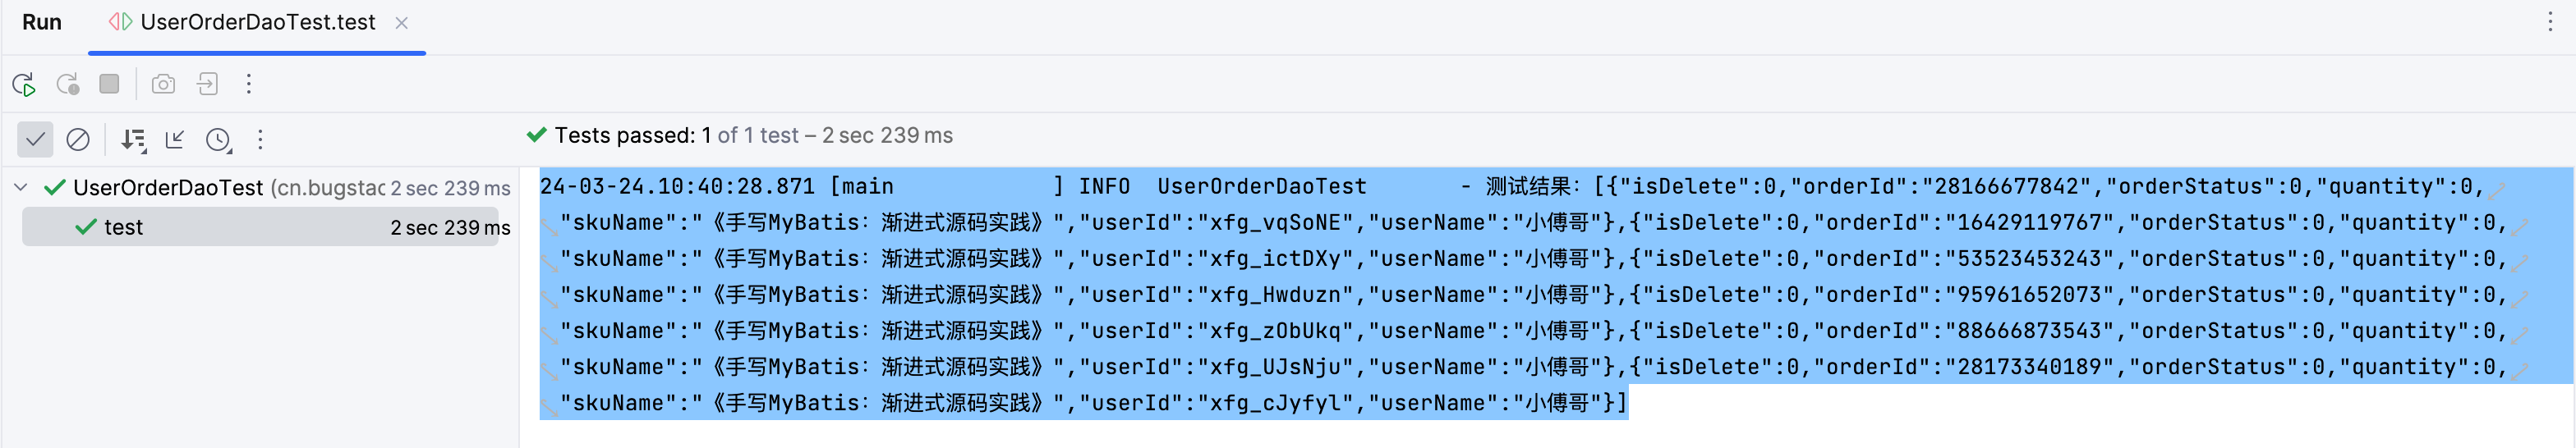 Run UserOrderDaoTest.test
Tests passed: 1 of 1 test – 2 sec 239 ms
UserOrderDaoTest (cn.bugstac 2 sec 239 ms
test 2 sec 239 ms
24-03-24.10:40:28.871 [main            ] INFO  UserOrderDaoTest       - 测试结果：[{"isDelete":0,"orderId":"28166677842","orderStatus":0,"quantity":0,
"skuName":"《手写MyBatis：渐进式源码实践》","userId":"xfg_vqSoNE","userName":"小傅哥"},{"isDelete":0,"orderId":"16429119767","orderStatus":0,"quantity":0,
"skuName":"《手写MyBatis：渐进式源码实践》","userId":"xfg_ictDXy","userName":"小傅哥"},{"isDelete":0,"orderId":"53523453243","orderStatus":0,"quantity":0,
"skuName":"《手写MyBatis：渐进式源码实践》","userId":"xfg_Hwduzn","userName":"小傅哥"},{"isDelete":0,"orderId":"95961652073","orderStatus":0,"quantity":0,
"skuName":"《手写MyBatis：渐进式源码实践》","userId":"xfg_zObUkq","userName":"小傅哥"},{"isDelete":0,"orderId":"88666873543","orderStatus":0,"quantity":0,
"skuName":"《手写MyBatis：渐进式源码实践》","userId":"xfg_UJsNju","userName":"小傅哥"},{"isDelete":0,"orderId":"28173340189","orderStatus":0,"quantity":0,
"skuName":"《手写MyBatis：渐进式源码实践》","userId":"xfg_cJyfyl","userName":"小傅哥"}]